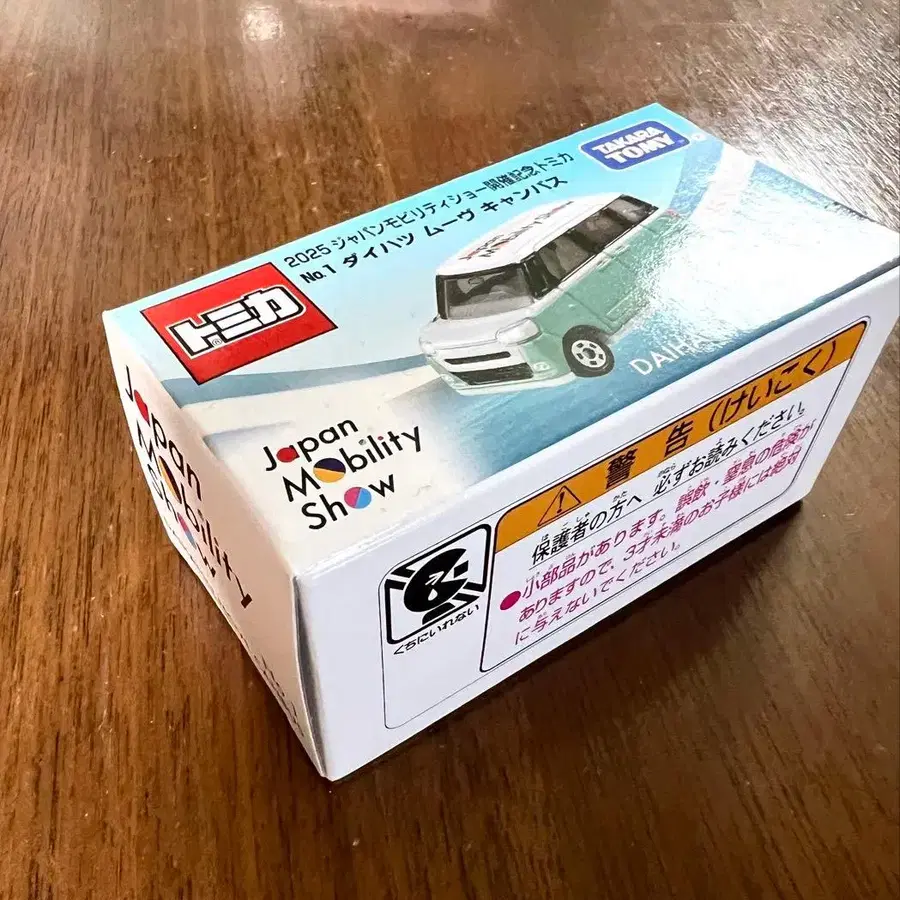 2025 ジャパンモビリティショー開催記念トミカ
No.1 ダイハツ ムーヴ キャンバス
TAKARA TOMY
トミカ
®
DAIHA
Japan
Mobility
Show
Japan
Mobility
Show
警告(けいこく)
保護者の方へ 必ずお読みください。
●小部品があります。誤飲・窒息の危険が
ありますので、3才未満のお子様には絶対
に与えないでください。
くちにいれない